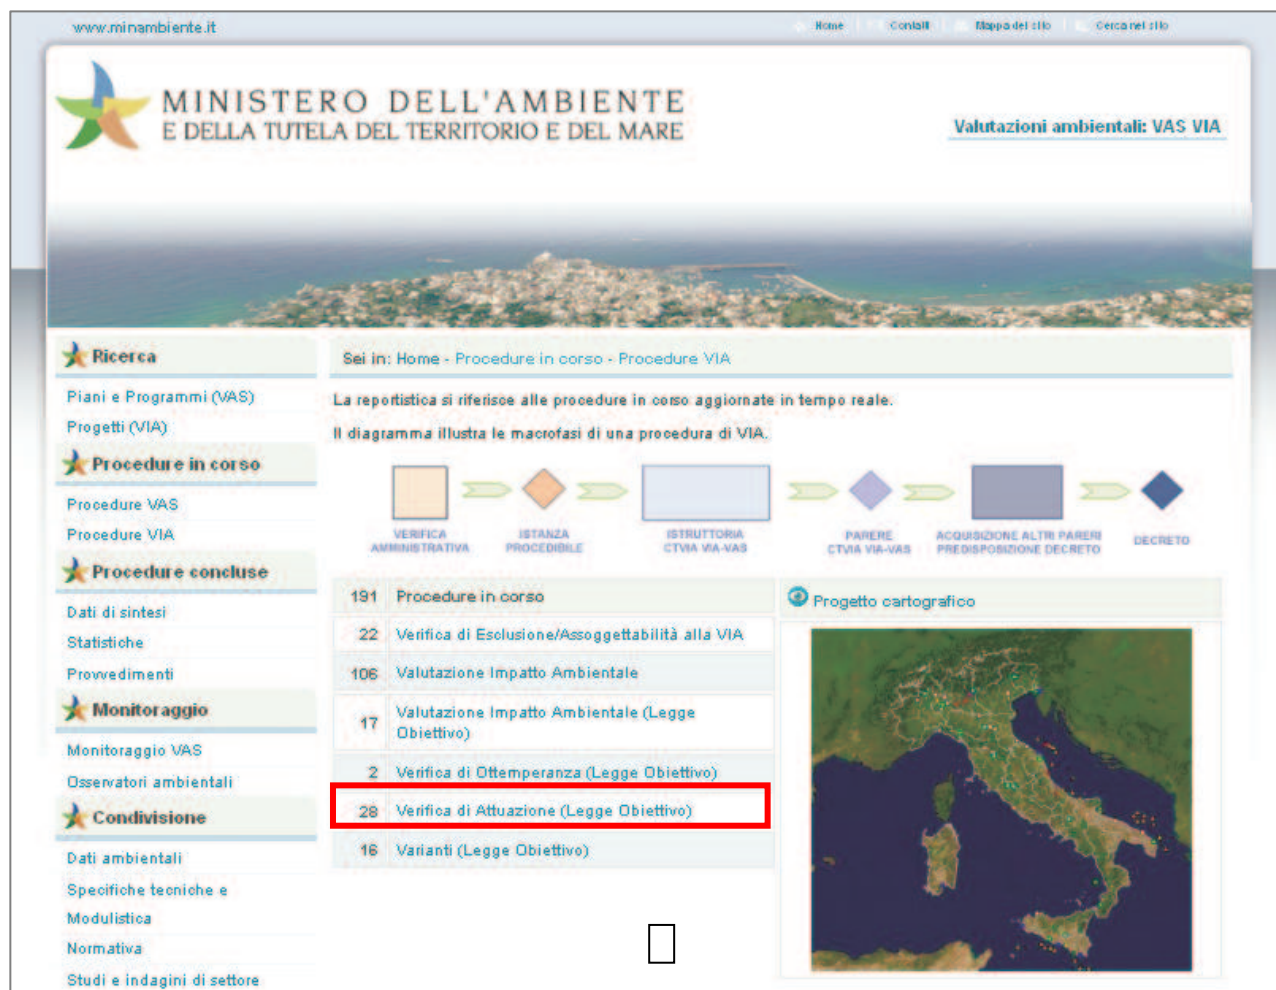 www.minambiente.it
Home
Contatti
Mappa del sito
Cerca nel sito
MINISTERO DELL'AMBIENTE
E DELLA TUTELA DEL TERRITORIO E DEL MARE
Valutazioni ambientali: VAS VIA
Ricerca
Piani e Programmi (VAS)
Progetti (VIA)
Procedure in corso
Procedure VAS
Procedure VIA
Procedure concluse
Dati di sintesi
Statistiche
Provvedimenti
Monitoraggio
Monitoraggio VAS
Osservatori ambientali
Condivisione
Dati ambientali
Specifiche tecniche e
Modulistica
Normativa
Studi e indagini di settore
Sei in: Home - Procedure in corso - Procedure VIA
La reportistica si riferisce alle procedure in corso aggiornate in tempo reale.
Il diagramma illustra le macrofasi di una procedura di VIA.
VERIFICA
AMMINISTRATIVA
ISTANZA
PROCEDIBILE
ISTRUTTORIA
CTVIA VIA-VAS
PARERE
CTVIA VIA-VAS
ACQUISIZIONE ALTRI PARERI
PREDISPOSIZIONE DECRETO
DECRETO
191 Procedure in corso
22 Verifica di Esclusione/Assoggettabilità alla VIA
106 Valutazione Impatto Ambientale
17 Valutazione Impatto Ambientale (Legge
Obiettivo)
2 Verifica di Ottemperanza (Legge Obiettivo)
28 Verifica di Attuazione (Legge Obiettivo)
16 Varianti (Legge Obiettivo)
Progetto cartografico